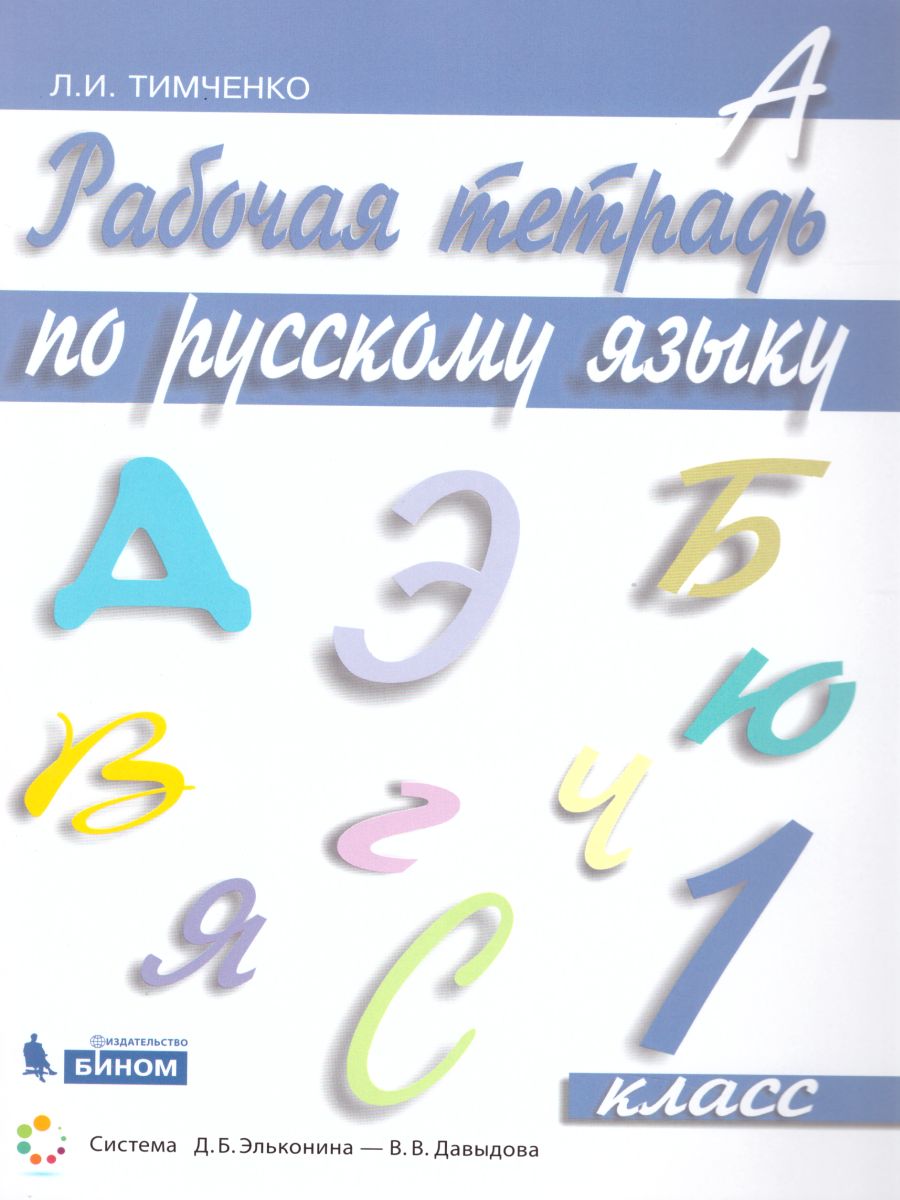 Л.И. ТИМЧЕНКО
А
Рабочая тетрадь
по русскому языку
Д Э Б
В г ч ю
Я С 1
класс
ИЗДАТЕЛЬСТВО
БИНОМ
Система Д.Б.Эльконина — В.В.Давыдова